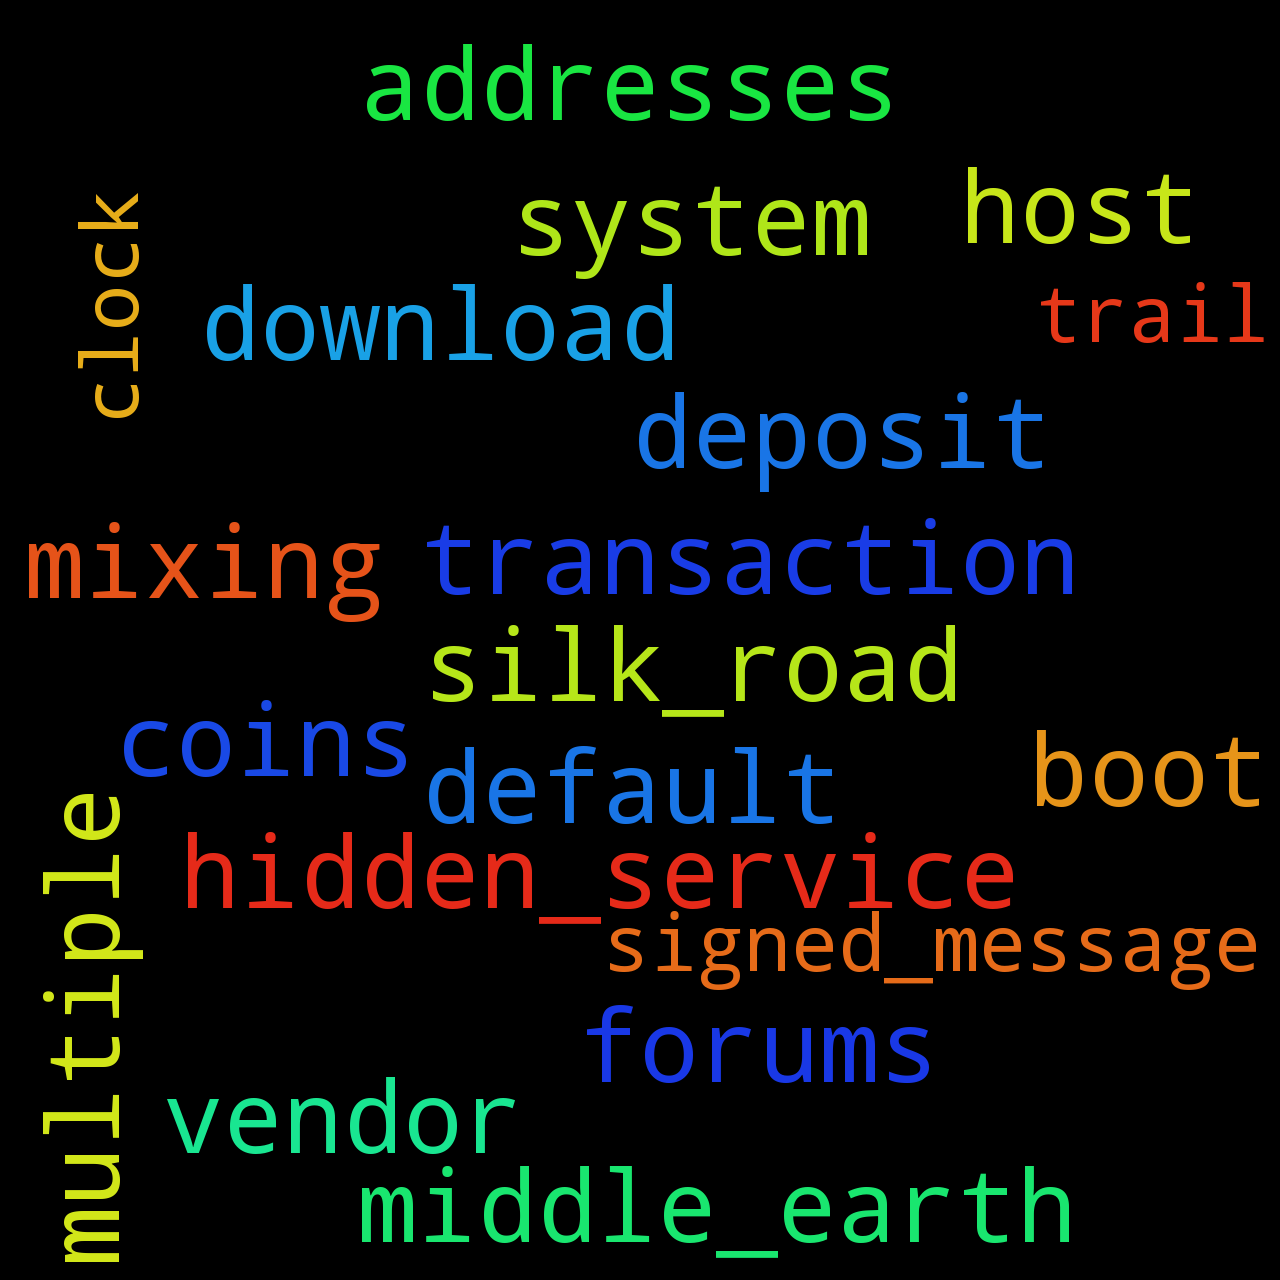 addresses
system
host
clock
download
trail
deposit
mixing
transaction
silk_road
coins
default
boot
multiple
hidden_service
signed_message
forums
vendor
middle_earth